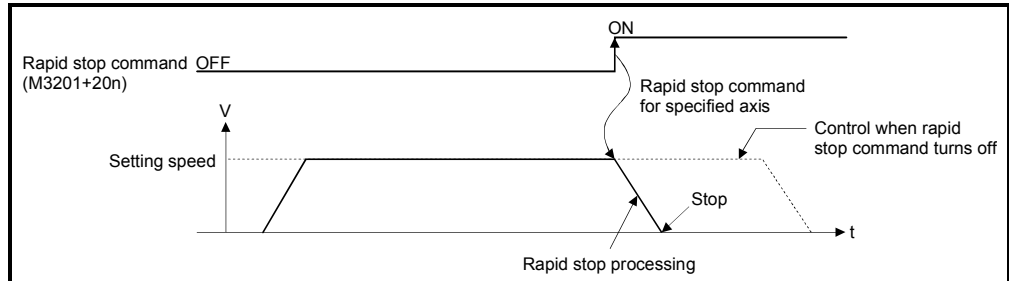 ON
Rapid stop command OFF
(M3201+20n)
Rapid stop command
for specified axis
V
Control when rapid
stop command turns off
Setting speed
Stop
t
Rapid stop processing